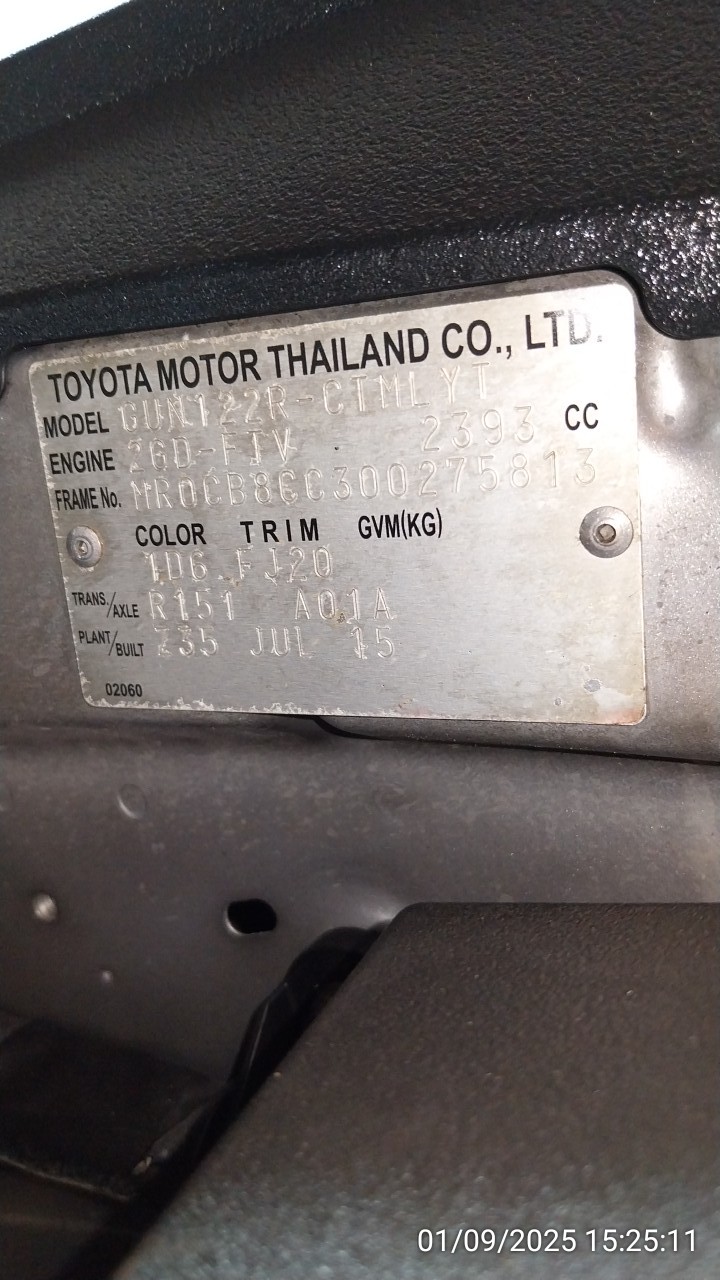 TOYOTA MOTOR THAILAND CO., LTD.
MODEL GUN122R-CTMLYT
ENGINE 2GD-FTV 2393 CC
FRAME No. MR0CB8CC300275813
COLOR TRIM GVM(KG)
1D6 FJ20
TRANS./AXLE R151 A01A
PLANT/BUILT Z35 JUL 15
02060
01/09/2025 15:25:11